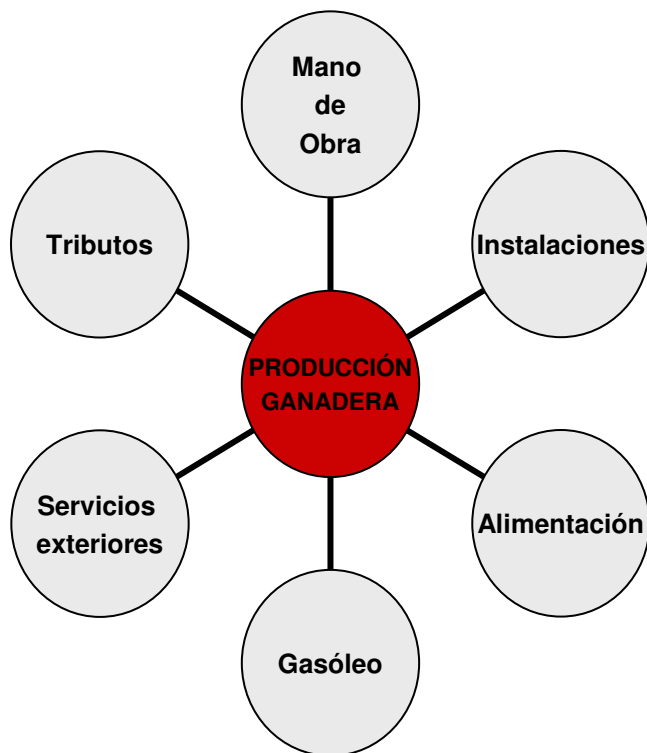 Mano
de
Obra
Tributos
Instalaciones
PRODUCCIÓN
GANADERA
Servicios
exteriores
Alimentación
Gasóleo